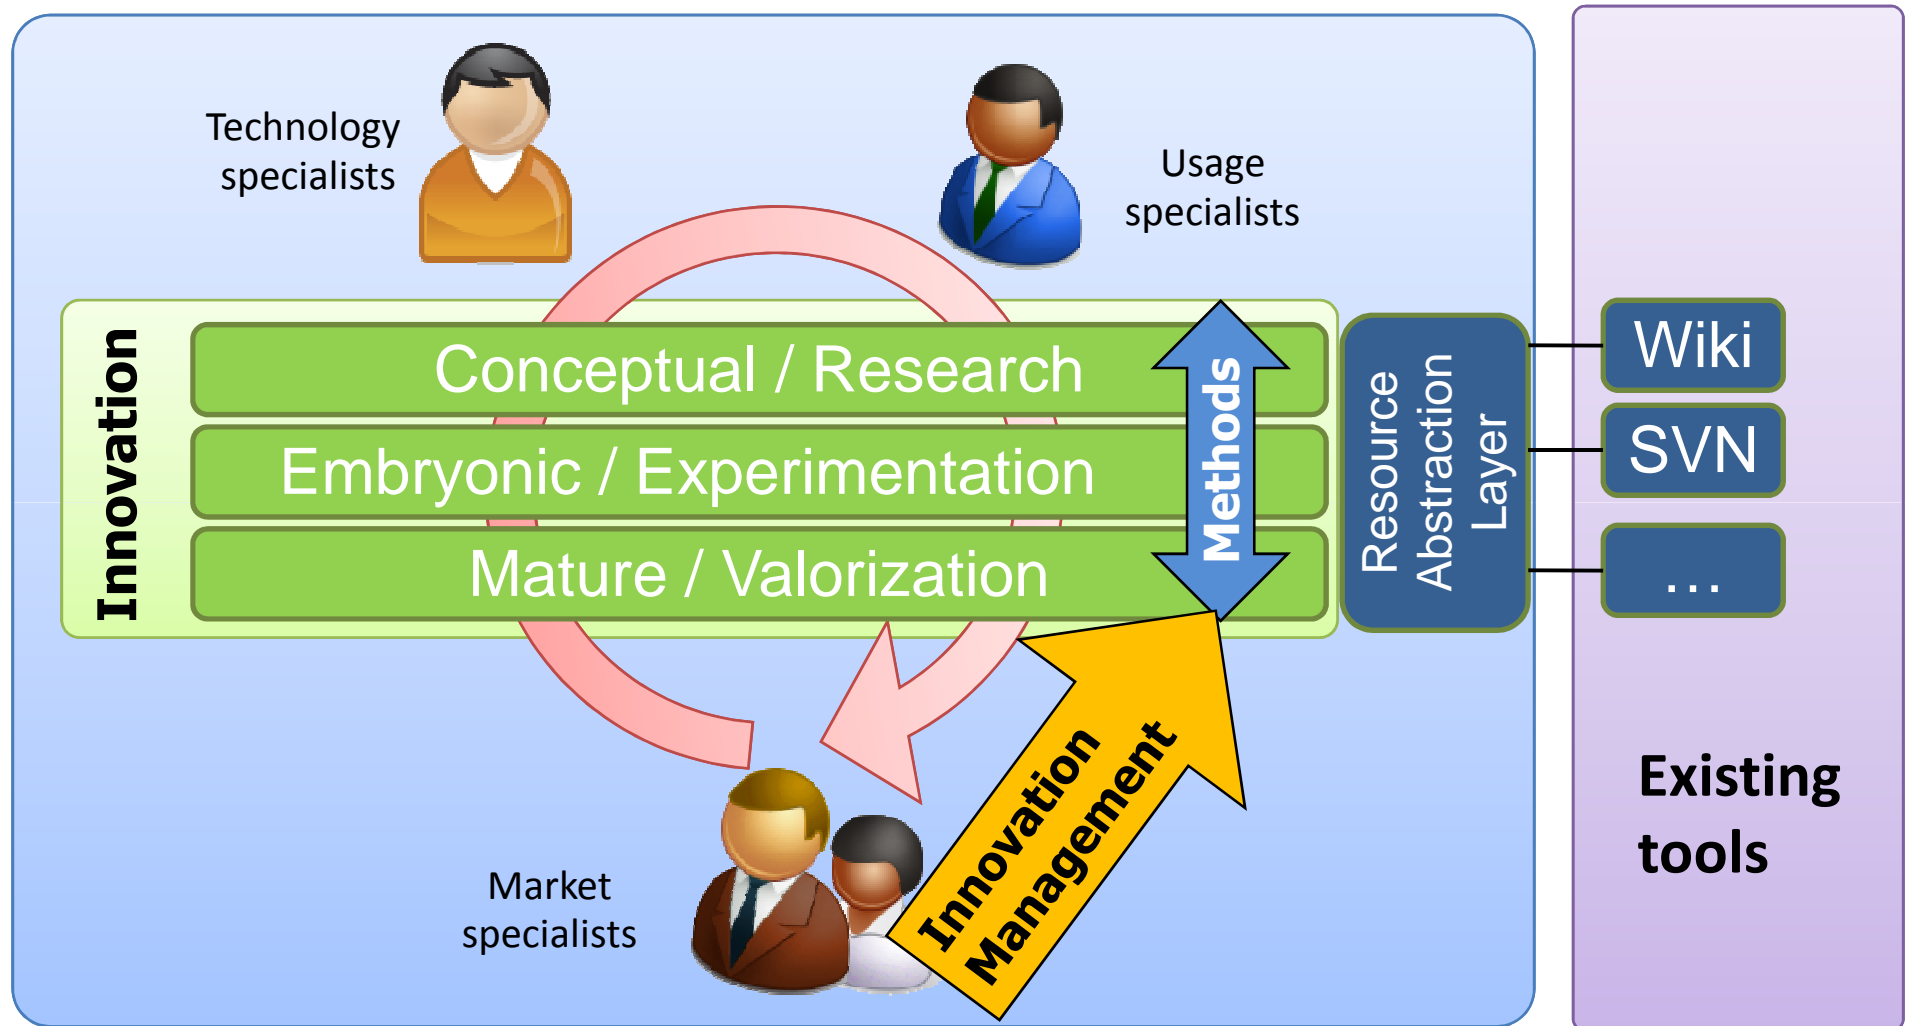 Technology
specialists
Usage
specialists
Innovation
Conceptual / Research
Embryonic / Experimentation
Mature / Valorization
Methods
Resource
Abstraction
Layer
Wiki
SVN
...
Innovation
Management
Market
specialists
Existing
tools